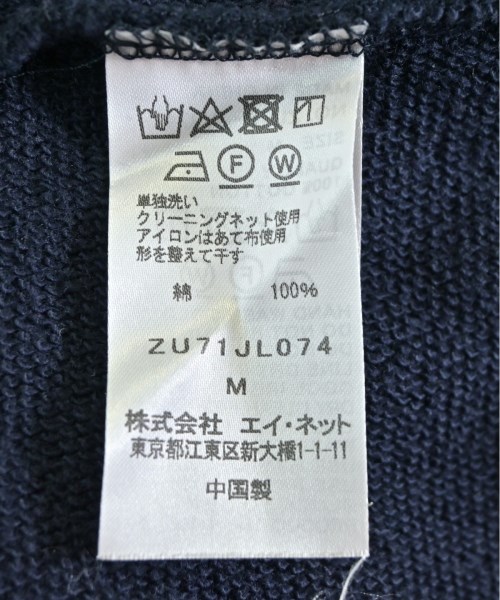 F W
単独洗い
クリーニングネット使用
アイロンはあて布使用
形を整えて干す
綿 100%
ZU71JL074
M
株式会社 エイ・ネット
東京都江東区新大橋1-1-11
中国製